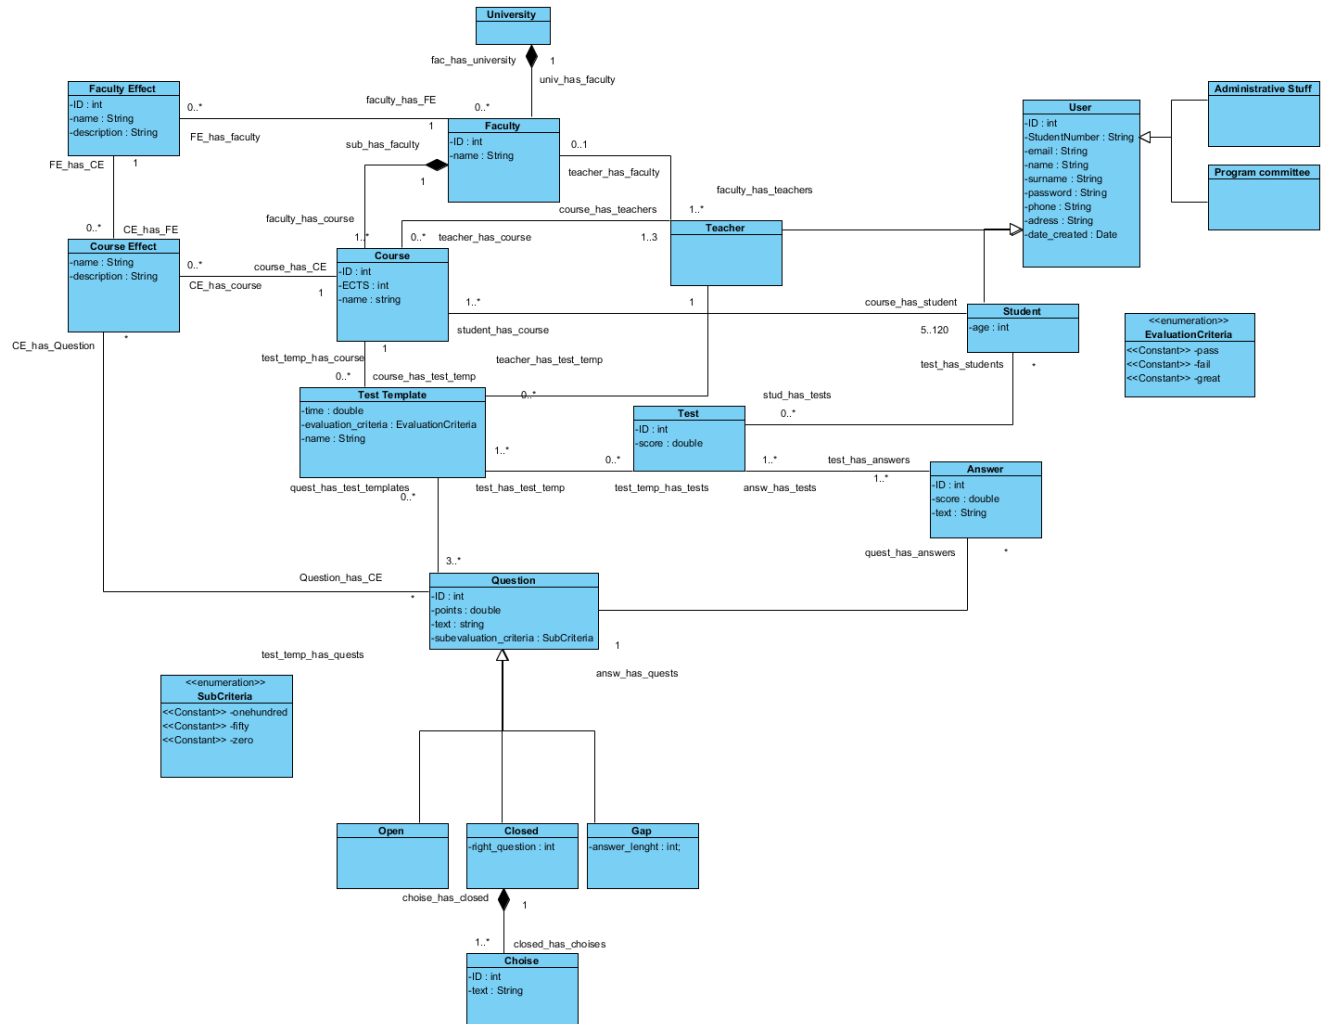 University
fac_has_university
1
univ_has_faculty
Faculty Effect
-ID : int
-name : String
-description : String
0..*
faculty_has_FE
0..*
1
FE_has_faculty
Faculty
-ID : int
-name : String
sub_has_faculty
1
0..1
teacher_has_faculty
User
-ID : int
-StudentNumber : String
-email : String
-name : String
-surname : String
-password : String
-phone : String
-adress : String
-date_created : Date
Administrative Stuff
Program committee
FE_has_CE
1
0..*
CE_has_FE
faculty_has_course
1..*
course_has_teachers
0..*
teacher_has_course
faculty_has_teachers
1..*
1..3
Teacher
1
Course Effect
-name : String
-description : String
0..*
course_has_CE
CE_has_course
1
Course
-ID : int
-ECTS : int
-name : string
1..*
student_has_course
course_has_student
5..120
Student
-age : int
<<enumeration>>
EvaluationCriteria
<<Constant>> -pass
<<Constant>> -fail
<<Constant>> -great
CE_has_Question
*
test_temp_has_course
1
0..*
course_has_test_temp
teacher_has_test_temp
0..*
test_has_students
*
stud_has_tests
0..*
Test Template
-time : double
-evaluation_criteria : EvaluationCriteria
-name : String
Test
-ID : int
-score : double
1..*
0..*
test_has_test_temp
test_temp_has_tests
1..*
test_has_answers
1..*
answ_has_tests
Answer
-ID : int
-score : double
-text : String
quest_has_test_templates
0..*
3..*
quest_has_answers
*
Question_has_CE
*
Question
-ID : int
-points : double
-text : string
-subevaluation_criteria : SubCriteria
1
test_temp_has_quests
answ_has_quests
<<enumeration>>
SubCriteria
<<Constant>> -onehundred
<<Constant>> -fifty
<<Constant>> -zero
Open
Closed
-right_question : int
Gap
-answer_lenght : int;
choise_has_closed
1
1..*
closed_has_choises
Choise
-ID : int
-text : String